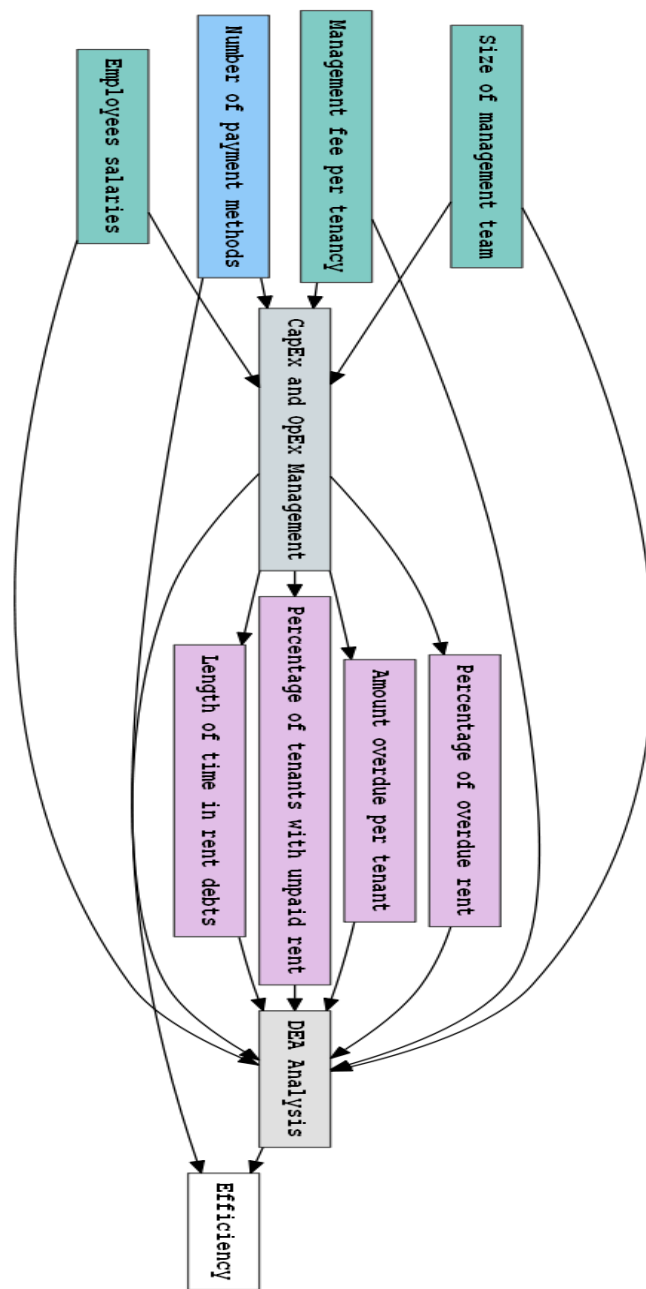 Size of management team
Management fee per tenancy
Number of payment methods
Employees salaries
CapEx and OpEx Management
Percentage of overdue rent
Amount overdue per tenant
Percentage of tenants with unpaid rent
Length of time in rent debts
DEA Analysis
Efficiency